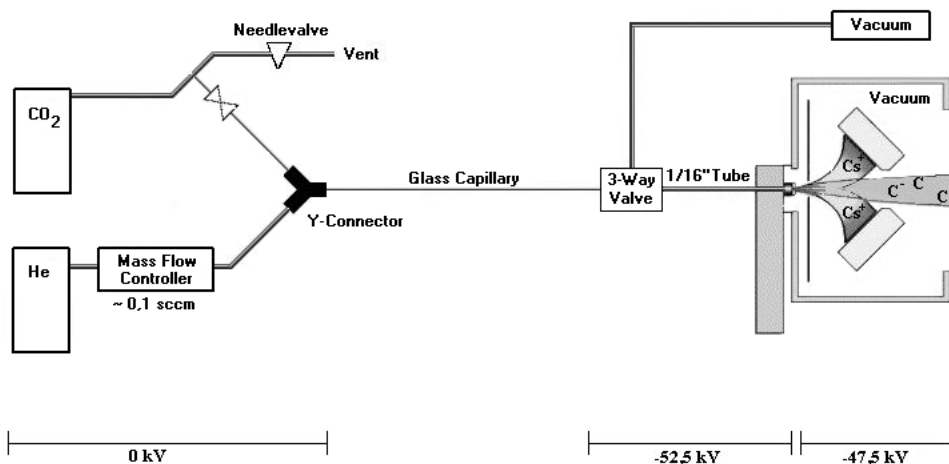 Needlevalve
Vent
Vacuum
CO2
Vacuum
Cs+
Glass Capillary
3-Way
Valve
1/16" Tube
C- C
C
Cs+
Y-Connector
He
Mass Flow
Controller
~ 0,1 sccm
0 kV
-52,5 kV
-47,5 kV